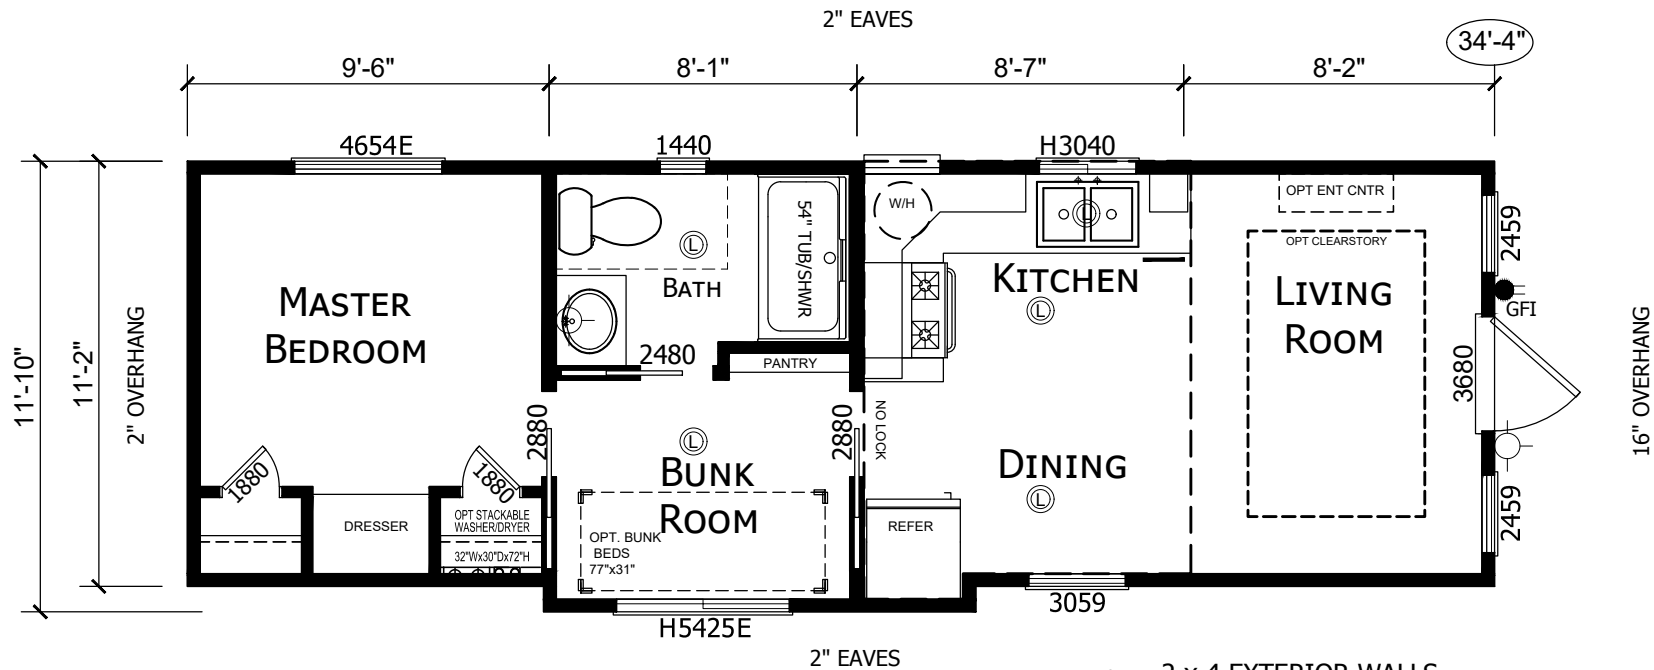 2" EAVES
34'-4"
9'-6"
8'-1"
8'-7"
8'-2"
4654E
1440
H3040
W/H
OPT ENT CNTR
54" TUB/SHWR
2459
L
OPT CLEARSTORY
KITCHEN
BATH
LIVING
ROOM
MASTER
BEDROOM
L
GFI
11'-10"
11'-2"
2" OVERHANG
16" OVERHANG
2480
PANTRY
3680
2880
2880
NO LOCK
L
BUNK
ROOM
DINING
1880
1880
L
2459
DRESSER
OPT STACKABLE
WASHER/DRYER
32"Wx30"Dx72"H
OPT. BUNK
BEDS
77"x31"
REFER
3059
H5425E
2" EAVES